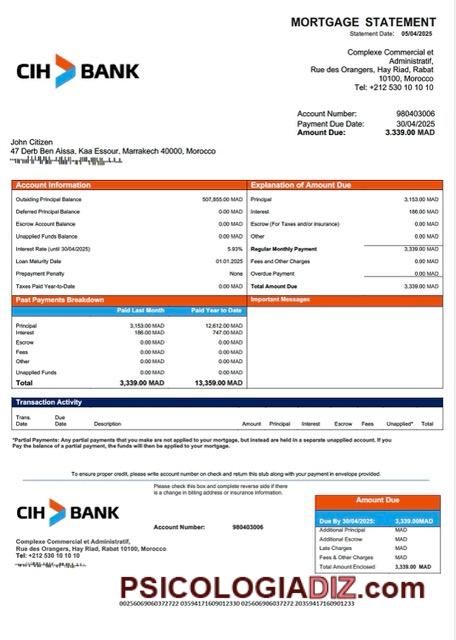 MORTGAGE STATEMENT
Statement Date: 05/04/2025
CIH BANK
Complexe Commercial et
Administratif,
Rue des Orangers, Hay Riad, Rabat
10100, Morocco
Tel: +212 530 10 10 10
Account Number: 980403006
Payment Due Date: 30/04/2025
Amount Due: 3.339.00 MAD
John Citizen
47 Derb Ben Aissa, Kaa Essour, Marrakech 40000, Morocco
Account Information
Outsiding Principal Balance 507,855.00 MAD
Deferred Principal Balance 0.00 MAD
Escrow Account Balance 0.00 MAD
Unapplied Funds Balance 0.00 MAD
Interest Rate (until 30/04/2025) 5.93%
Loan Maturity Date 01.01.2025
Prepayment Penalty None
Taxes Paid Year-to-Date 0.00 MAD
Explanation of Amount Due
Principal 3,153.00 MAD
Interest 186.00 MAD
Escrow (For Taxes and/or insurance) 0.00 MAD
Other 0.00 MAD
Regular Monthly Payment 3,339.00 MAD
Fees and Other Charges 0.00 MAD
Overdue Payment 0.00 MAD
Total Amount Due 3,339.00 MAD
Past Payments Breakdown
Paid Last Month Paid Year to Date
Principal 3,153.00 MAD 12,612.00 MAD
Interest 186.00 MAD 747.00 MAD
Escrow 0.00 MAD 0.00 MAD
Fees 0.00 MAD 0.00 MAD
Other 0.00 MAD 0.00 MAD
Unapplied Funds 0.00 MAD 0.00 MAD
Total 3,339.00 MAD 13,359.00 MAD
Important Messages
Transaction Activity
Trans. Date Due Date Description Amount Principal Interest Escrow Fees Unapplied* Total
*Partial Payments: Any partial payments that you make are not applied to your mortgage, but instead are held in a separate unapplied account. If you
Pay the balance of a partial payment, the funds will then be applied to your mortgage.
To ensure proper credit, please write account number on check and return this stub along with your payment in envelope provided.
Please check this box and complete reverse side if there
is a change in billing address or insurance information.
CIH BANK
Account Number: 980403006
Complexe Commercial et Administratif,
Rue des Orangers, Hay Riad, Rabat 10100, Morocco
Tel: +212 530 10 10 10
Amount Due
Due By 30/04/2025: 3,339.00MAD
Additional Principal MAD
Additional Escrow MAD
Late Charges MAD
Fees & Other Charges MAD
Total Amount Enclosed 3,339.00 MAD
PSICOLOGIADIZ.com
00256069060372722 03594171609012330 0256069060372722 20359417160901233